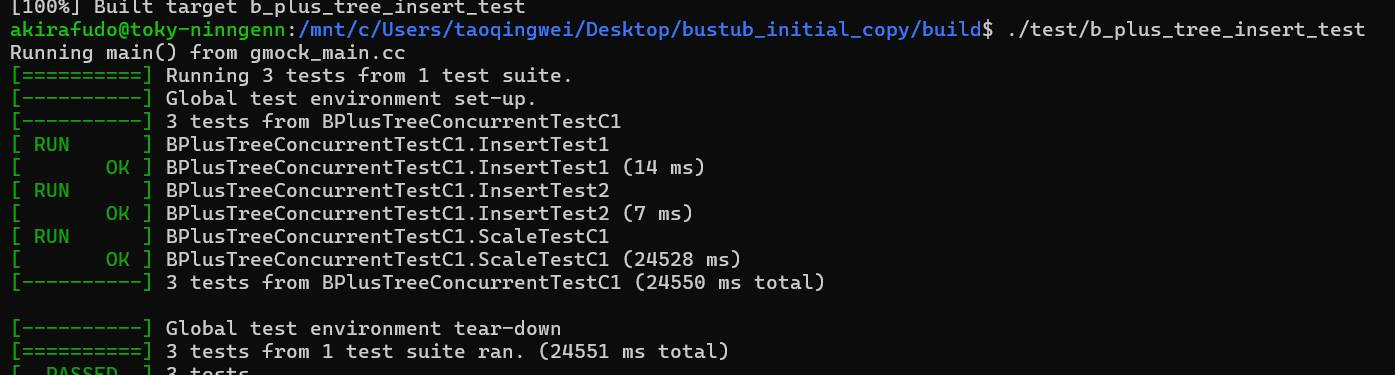 [100%] Built target b_plus_tree_insert_test
akirafudo@toky-ninngenn:/mnt/c/Users/taoqingwei/Desktop/bustub_initial_copy/build$ ./test/b_plus_tree_insert_test
Running main() from gmock_main.cc
[==========] Running 3 tests from 1 test suite.
[----------] Global test environment set-up.
[----------] 3 tests from BPlusTreeConcurrentTestC1
[ RUN      ] BPlusTreeConcurrentTestC1.InsertTest1
[       OK ] BPlusTreeConcurrentTestC1.InsertTest1 (14 ms)
[ RUN      ] BPlusTreeConcurrentTestC1.InsertTest2
[       OK ] BPlusTreeConcurrentTestC1.InsertTest2 (7 ms)
[ RUN      ] BPlusTreeConcurrentTestC1.ScaleTestC1
[       OK ] BPlusTreeConcurrentTestC1.ScaleTestC1 (24528 ms)
[----------] 3 tests from BPlusTreeConcurrentTestC1 (24550 ms total)
[----------] Global test environment tear-down
[==========] 3 tests from 1 test suite ran. (24551 ms total)
[  PASSED  ] 3 tests.